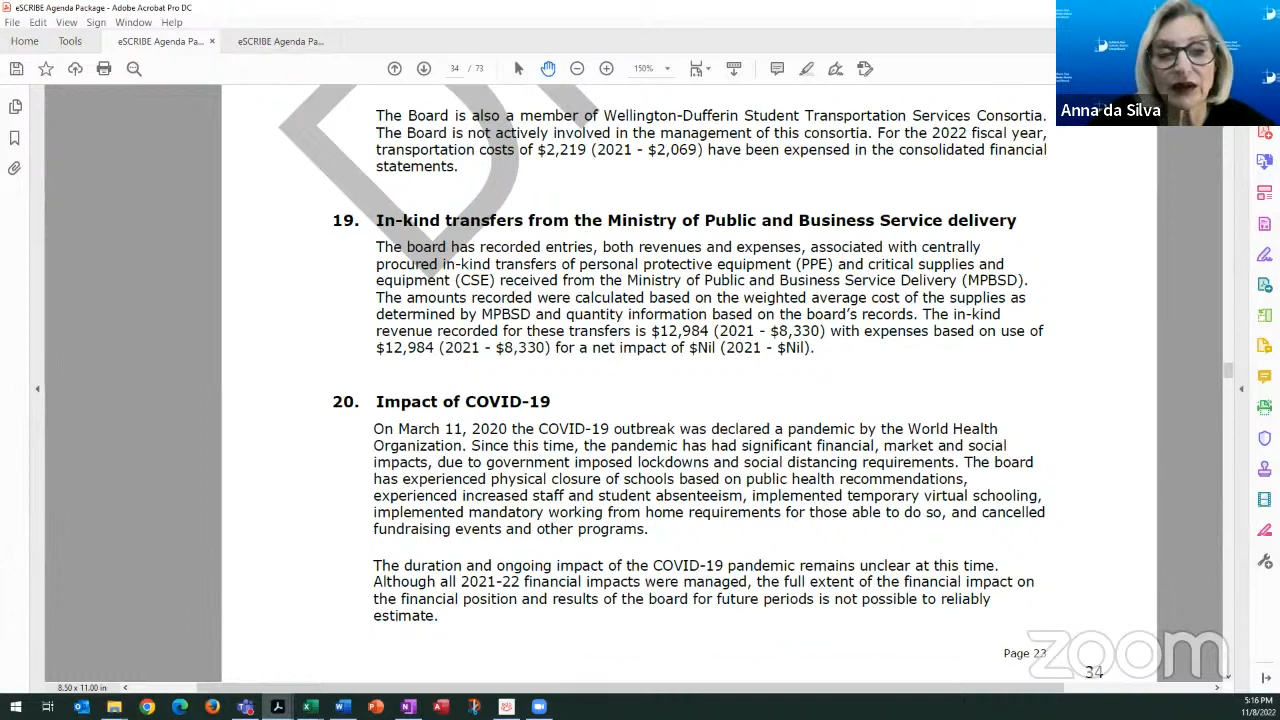 eSCRIBE Agenda Package - Adobe Acrobat Pro DC
File Edit View Sign Window Help
Home Tools eSCRIBE Agenda Pa... × eSCRIBE Agenda Pa...
34 / 73 150%
Anna da Silva
The Board is also a member of Wellington-Dufferin Student Transportation Services Consortia.
The Board is not actively involved in the management of this consortia. For the 2022 fiscal year,
transportation costs of $2,219 (2021 - $2,069) have been expensed in the consolidated financial
statements.
19. In-kind transfers from the Ministry of Public and Business Service delivery
The board has recorded entries, both revenues and expenses, associated with centrally
procured in-kind transfers of personal protective equipment (PPE) and critical supplies and
equipment (CSE) received from the Ministry of Public and Business Service Delivery (MPBSD).
The amounts recorded were calculated based on the weighted average cost of the supplies as
determined by MPBSD and quantity information based on the board's records. The in-kind
revenue recorded for these transfers is $12,984 (2021 - $8,330) with expenses based on use of
$12,984 (2021 - $8,330) for a net impact of $Nil (2021 - $Nil).
20. Impact of COVID-19
On March 11, 2020 the COVID-19 outbreak was declared a pandemic by the World Health
Organization. Since this time, the pandemic has had significant financial, market and social
impacts, due to government imposed lockdowns and social distancing requirements. The board
has experienced physical closure of schools based on public health recommendations,
experienced increased staff and student absenteeism, implemented temporary virtual schooling,
implemented mandatory working from home requirements for those able to do so, and cancelled
fundraising events and other programs.
The duration and ongoing impact of the COVID-19 pandemic remains unclear at this time.
Although all 2021-22 financial impacts were managed, the full extent of the financial impact on
the financial position and results of the board for future periods is not possible to reliably
estimate.
Page 23
34
zoom
8.50 x 11.00 in
5:16 PM
11/8/2022